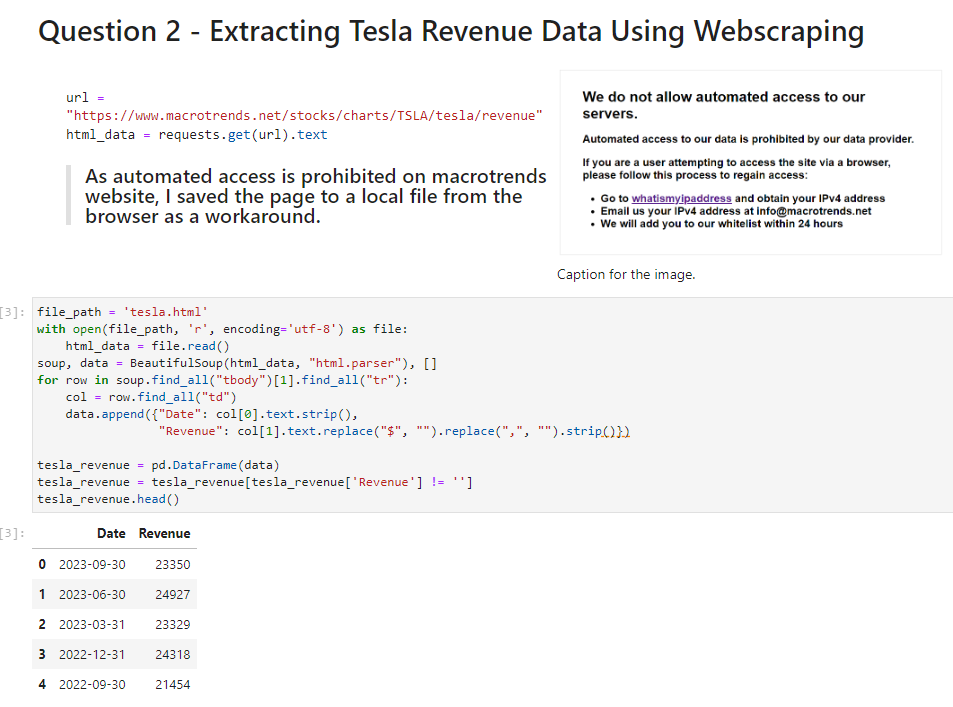 Question 2 - Extracting Tesla Revenue Data Using Webscraping
url =
"https://www.macrotrends.net/stocks/charts/TSLA/tesla/revenue"
html_data = requests.get(url).text
As automated access is prohibited on macrotrends
website, I saved the page to a local file from the
browser as a workaround.
We do not allow automated access to our
servers.
Automated access to our data is prohibited by our data provider.
If you are a user attempting to access the site via a browser,
please follow this process to regain access:
• Go to whatismyipaddress and obtain your IPv4 address
• Email us your IPv4 address at info@macrotrends.net
• We will add you to our whitelist within 24 hours
Caption for the image.
[3]:
file_path = 'tesla.html'
with open(file_path, 'r', encoding='utf-8') as file:
    html_data = file.read()
soup, data = BeautifulSoup(html_data, "html.parser"), []
for row in soup.find_all("tbody")[1].find_all("tr"):
    col = row.find_all("td")
    data.append({"Date": col[0].text.strip(),
                 "Revenue": col[1].text.replace("$", "").replace(",", "").strip()})
tesla_revenue = pd.DataFrame(data)
tesla_revenue = tesla_revenue[tesla_revenue['Revenue'] != '']
tesla_revenue.head()
[3]:
Date Revenue
0 2023-09-30 23350
1 2023-06-30 24927
2 2023-03-31 23329
3 2022-12-31 24318
4 2022-09-30 21454